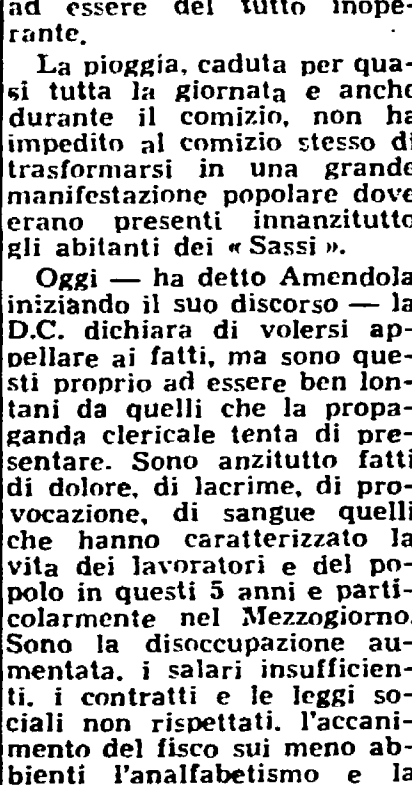 ad essere del tutto inope-
rante.
La pioggia, caduta per qua-
si tutta la giornata e anche
durante il comizio, non ha
impedito al comizio stesso di
trasformarsi in una grande
manifestazione popolare dove
erano presenti innanzitutto
gli abitanti dei « Sassi ».
Oggi — ha detto Amendola
iniziando il suo discorso — la
D.C. dichiara di volersi ap-
pellare ai fatti, ma sono que-
sti proprio ad essere ben lon-
tani da quelli che la propa-
ganda clericale tenta di pre-
sentare. Sono anzitutto fatti
di dolore, di lacrime, di pro-
vocazione, di sangue quelli
che hanno caratterizzato la
vita dei lavoratori e del po-
polo in questi 5 anni e parti-
colarmente nel Mezzogiorno.
Sono la disoccupazione au-
mentata. i salari insufficien-
ti. i contratti e le leggi so-
ciali non rispettati. l'accani-
mento del fisco sui meno ab-
bienti l'analfabetismo e la